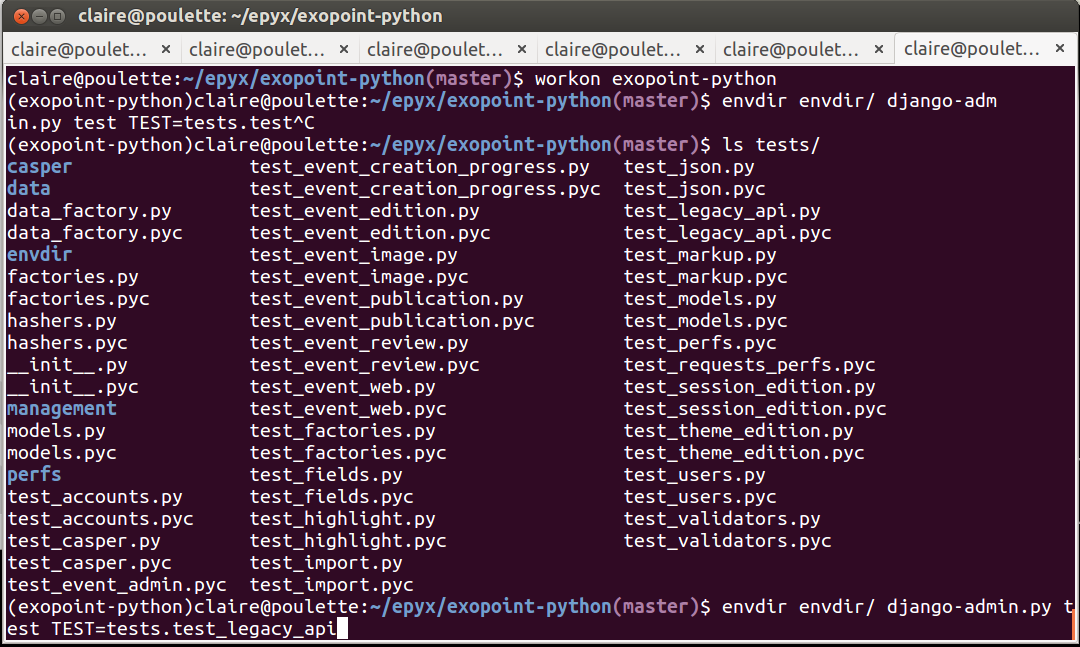 claire@poulette: ~/epyx/exopoint-python
claire@poulet... × claire@poulet... × claire@poulet... × claire@poulet... × claire@poulet... × claire@poulet... ×
claire@poulette:~/epyx/exopoint-python(master)$ workon exopoint-python
(exopoint-python)claire@poulette:~/epyx/exopoint-python(master)$ envdir envdir/ django-adm
in.py test TEST=tests.test^C
(exopoint-python)claire@poulette:~/epyx/exopoint-python(master)$ ls tests/
casper test_event_creation_progress.py test_json.py
data test_event_creation_progress.pyc test_json.pyc
data_factory.py test_event_edition.py test_legacy_api.py
data_factory.pyc test_event_edition.pyc test_legacy_api.pyc
envdir test_event_image.py test_markup.py
factories.py test_event_image.pyc test_markup.pyc
factories.pyc test_event_publication.py test_models.py
hashers.py test_event_publication.pyc test_models.pyc
hashers.pyc test_event_review.py test_perfs.pyc
__init__.py test_event_review.pyc test_requests_perfs.pyc
__init__.pyc test_event_web.py test_session_edition.py
management test_event_web.pyc test_session_edition.pyc
models.py test_factories.py test_theme_edition.py
models.pyc test_factories.pyc test_theme_edition.pyc
perfs test_fields.py test_users.py
test_accounts.py test_fields.pyc test_users.pyc
test_accounts.pyc test_highlight.py test_validators.py
test_casper.py test_highlight.pyc test_validators.pyc
test_casper.pyc test_import.py
test_event_admin.pyc test_import.pyc
(exopoint-python)claire@poulette:~/epyx/exopoint-python(master)$ envdir envdir/ django-admin.py t
est TEST=tests.test_legacy_api